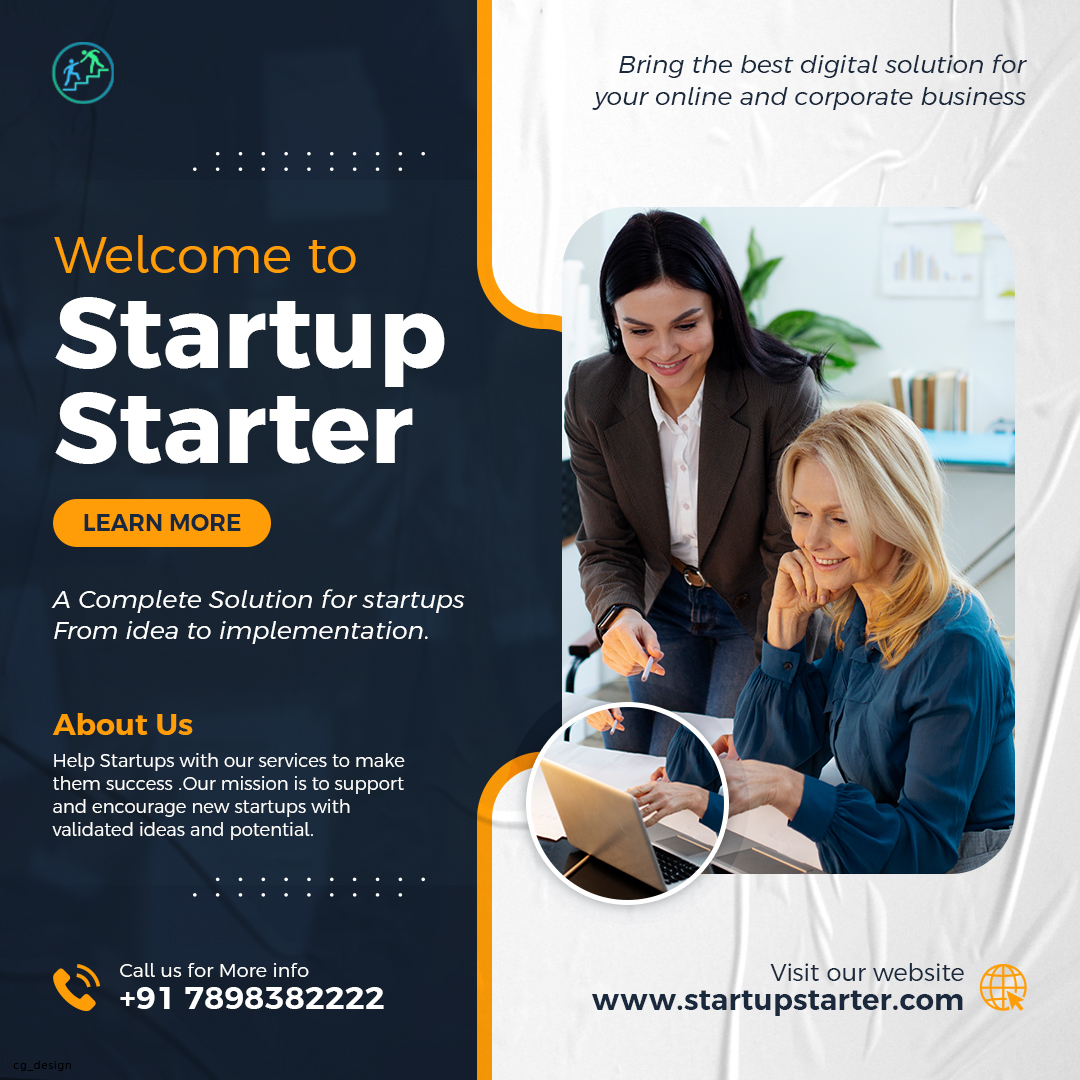 Bring the best digital solution for
your online and corporate business
Welcome to
Startup
Starter
LEARN MORE
A Complete Solution for startups
From idea to implementation.
About Us
Help Startups with our services to make
them success .Our mission is to support
and encourage new startups with
validated ideas and potential.
Call us for More info
+91 7898382222
Visit our website
www.startupstarter.com
cg_design